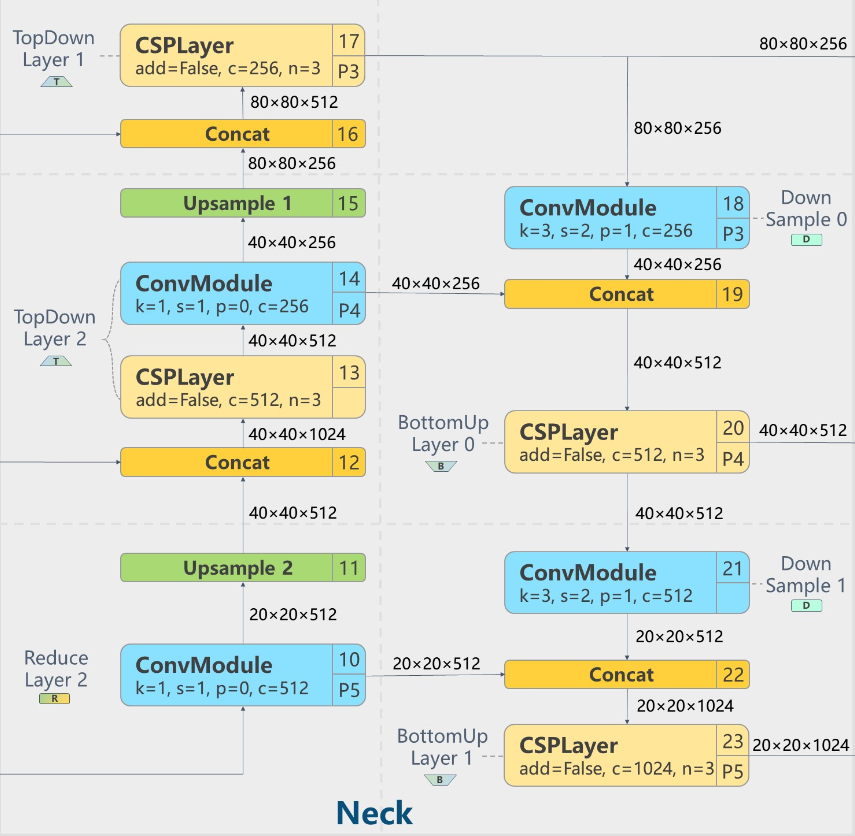 TopDown
Layer 1
T
CSPLayer
add=False, c=256, n=3
17
P3
80×80×256
80×80×512
Concat
16
80×80×256
80×80×256
Upsample 1
15
40×40×256
ConvModule
k=3, s=2, p=1, c=256
18
P3
Down
Sample 0
D
40×40×256
TopDown
Layer 2
T
ConvModule
k=1, s=1, p=0, c=256
14
P4
40×40×256
Concat
19
40×40×512
CSPLayer
add=False, c=512, n=3
13
40×40×512
40×40×1024
Concat
12
BottomUp
Layer 0
B
CSPLayer
add=False, c=512, n=3
20
P4
40×40×512
40×40×512
40×40×512
Upsample 2
11
20×20×512
ConvModule
k=3, s=2, p=1, c=512
21
Down
Sample 1
D
20×20×512
Reduce
Layer 2
R
ConvModule
k=1, s=1, p=0, c=512
10
P5
20×20×512
Concat
22
20×20×1024
BottomUp
Layer 1
B
CSPLayer
add=False, c=1024, n=3
23
P5
20×20×1024
Neck